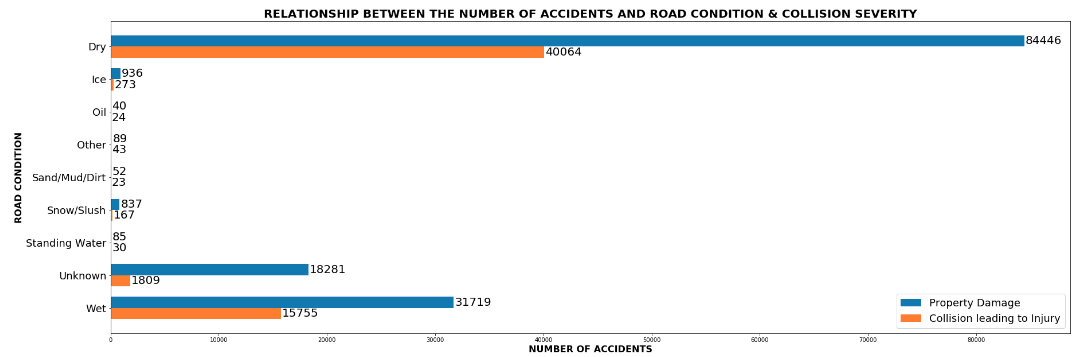 RELATIONSHIP BETWEEN THE NUMBER OF ACCIDENTS AND ROAD CONDITION & COLLISION SEVERITY
ROAD CONDITION
Dry
84446
40064
Ice
936
273
Oil
40
24
Other
89
43
Sand/Mud/Dirt
52
23
Snow/Slush
837
167
Standing Water
85
30
Unknown
18281
1809
Wet
31719
15755
Property Damage
Collision leading to Injury
0 10000 20000 30000 40000 50000 60000 70000 80000
NUMBER OF ACCIDENTS